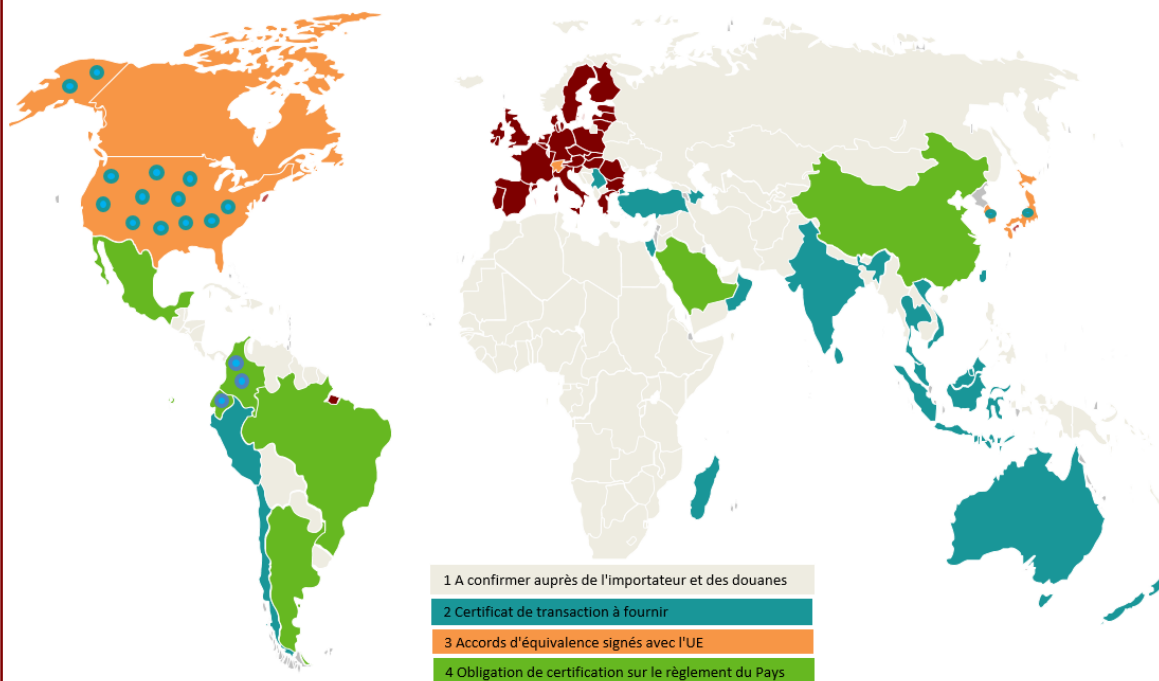 1 A confirmer auprès de l'importateur et des douanes
2 Certificat de transaction à fournir
3 Accords d'équivalence signés avec l'UE
4 Obligation de certification sur le règlement du Pays